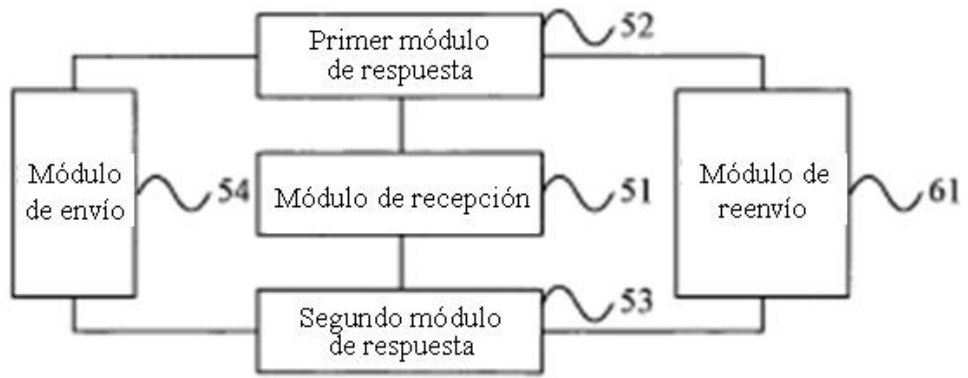 Primer módulo
de respuesta
52
Módulo
de envío
54
Módulo de recepción
51
Módulo de
reenvío
61
Segundo módulo
de respuesta
53